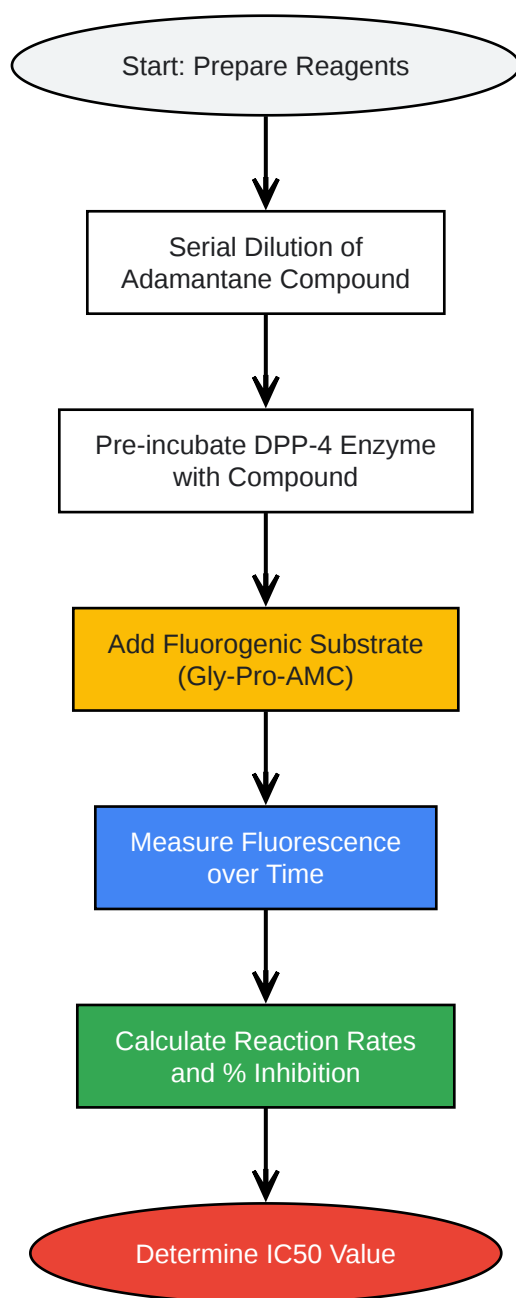 Start: Prepare Reagents
Serial Dilution of
Adamantane Compound
Pre-incubate DPP-4 Enzyme
with Compound
Add Fluorogenic Substrate
(Gly-Pro-AMC)
Measure Fluorescence
over Time
Calculate Reaction Rates
and % Inhibition
Determine IC50 Value